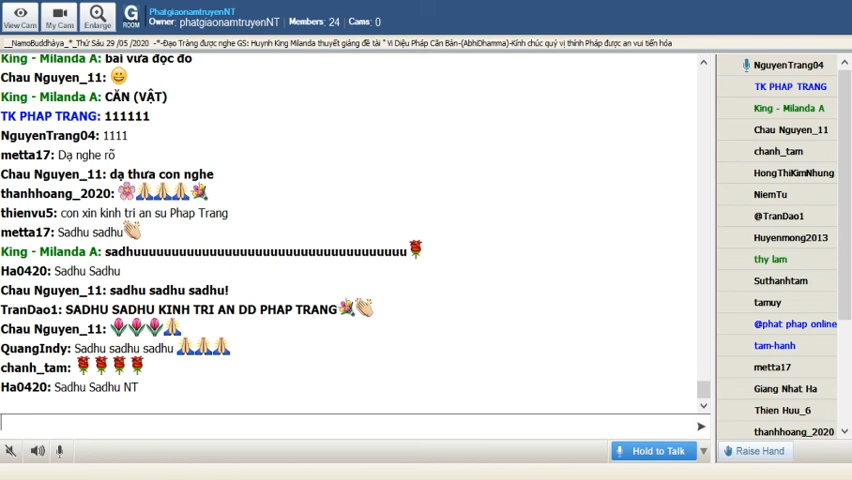 View Cam
My Cam
Enlarge
G
ROOM
PhatgiaonamtruyenNT
Owner: phatgiaonamtruyenNT Members: 24 Cams: 0
__NamoBuddhàya_*_Thứ Sáu 29 /05 /2020 -*-Đạo Tràng được nghe GS: Huynh King Milanda thuyết giảng đề tài " Vi Diệu Pháp Căn Bản-(AbhiDhamma)-Kính chúc quý vị thính Pháp được an vui tiến hóa
King - Milanda A: bài vừa đọc đó
Chau Nguyen_11:
King - Milanda A: CĂN (VẬT)
TK PHAP TRANG: 111111
NguyenTrang04: 1111
metta17: Dạ nghe rõ
Chau Nguyen_11: dạ thưa con nghe
thanhhoang_2020:
thienvu5: con xin kinh tri an su Phap Trang
metta17: Sadhu sadhu
King - Milanda A: sadhuuuuuuuuuuuuuuuuuuuuuuuuuuuuuuuuuuuu
Ha0420: Sadhu Sadhu
Chau Nguyen_11: sadhu sadhu sadhu!
TranDao1: SADHU SADHU KINH TRI AN DD PHAP TRANG
Chau Nguyen_11:
QuangIndy: Sadhu sadhu sadhu
chanh_tam:
Ha0420: Sadhu Sadhu NT
Hold to Talk
NguyenTrang04
TK PHAP TRANG
King - Milanda A
Chau Nguyen_11
chanh_tam
HongThiKimNhung
NiemTu
@TranDao1
Huyenmong2013
thy lam
Suthanhtam
tamuy
@phat phap online
tam-hanh
metta17
Giang Nhat Ha
Thien Huu_6
thanhhoang_2020
Raise Hand